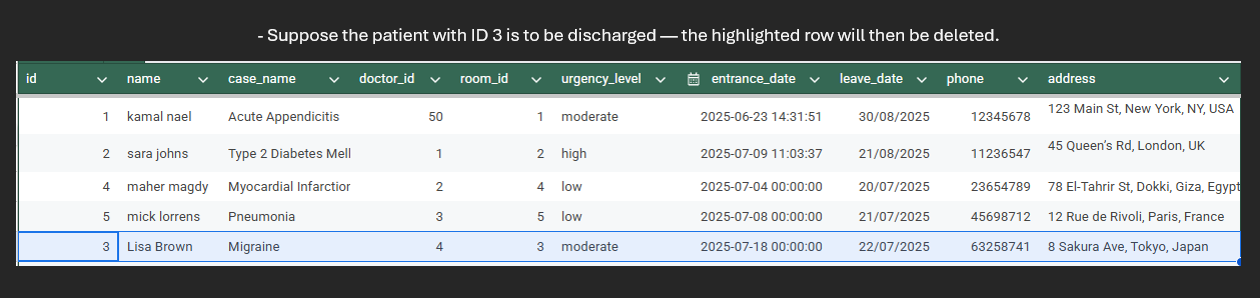 - Suppose the patient with ID 3 is to be discharged — the highlighted row will then be deleted.
id name case_name doctor_id room_id urgency_level entrance_date leave_date phone address
1 kamal nael Acute Appendicitis 50 1 moderate 2025-06-23 14:31:51 30/08/2025 12345678 123 Main St, New York, NY, USA
2 sara johns Type 2 Diabetes Mell 1 2 high 2025-07-09 11:03:37 21/08/2025 11236547 45 Queen’s Rd, London, UK
4 maher magdy Myocardial Infarctior 2 4 low 2025-07-04 00:00:00 20/07/2025 23654789 78 El-Tahrir St, Dokki, Giza, Egypt
5 mick lorrens Pneumonia 3 5 low 2025-07-08 00:00:00 21/07/2025 45698712 12 Rue de Rivoli, Paris, France
3 Lisa Brown Migraine 4 3 moderate 2025-07-18 00:00:00 22/07/2025 63258741 8 Sakura Ave, Tokyo, Japan